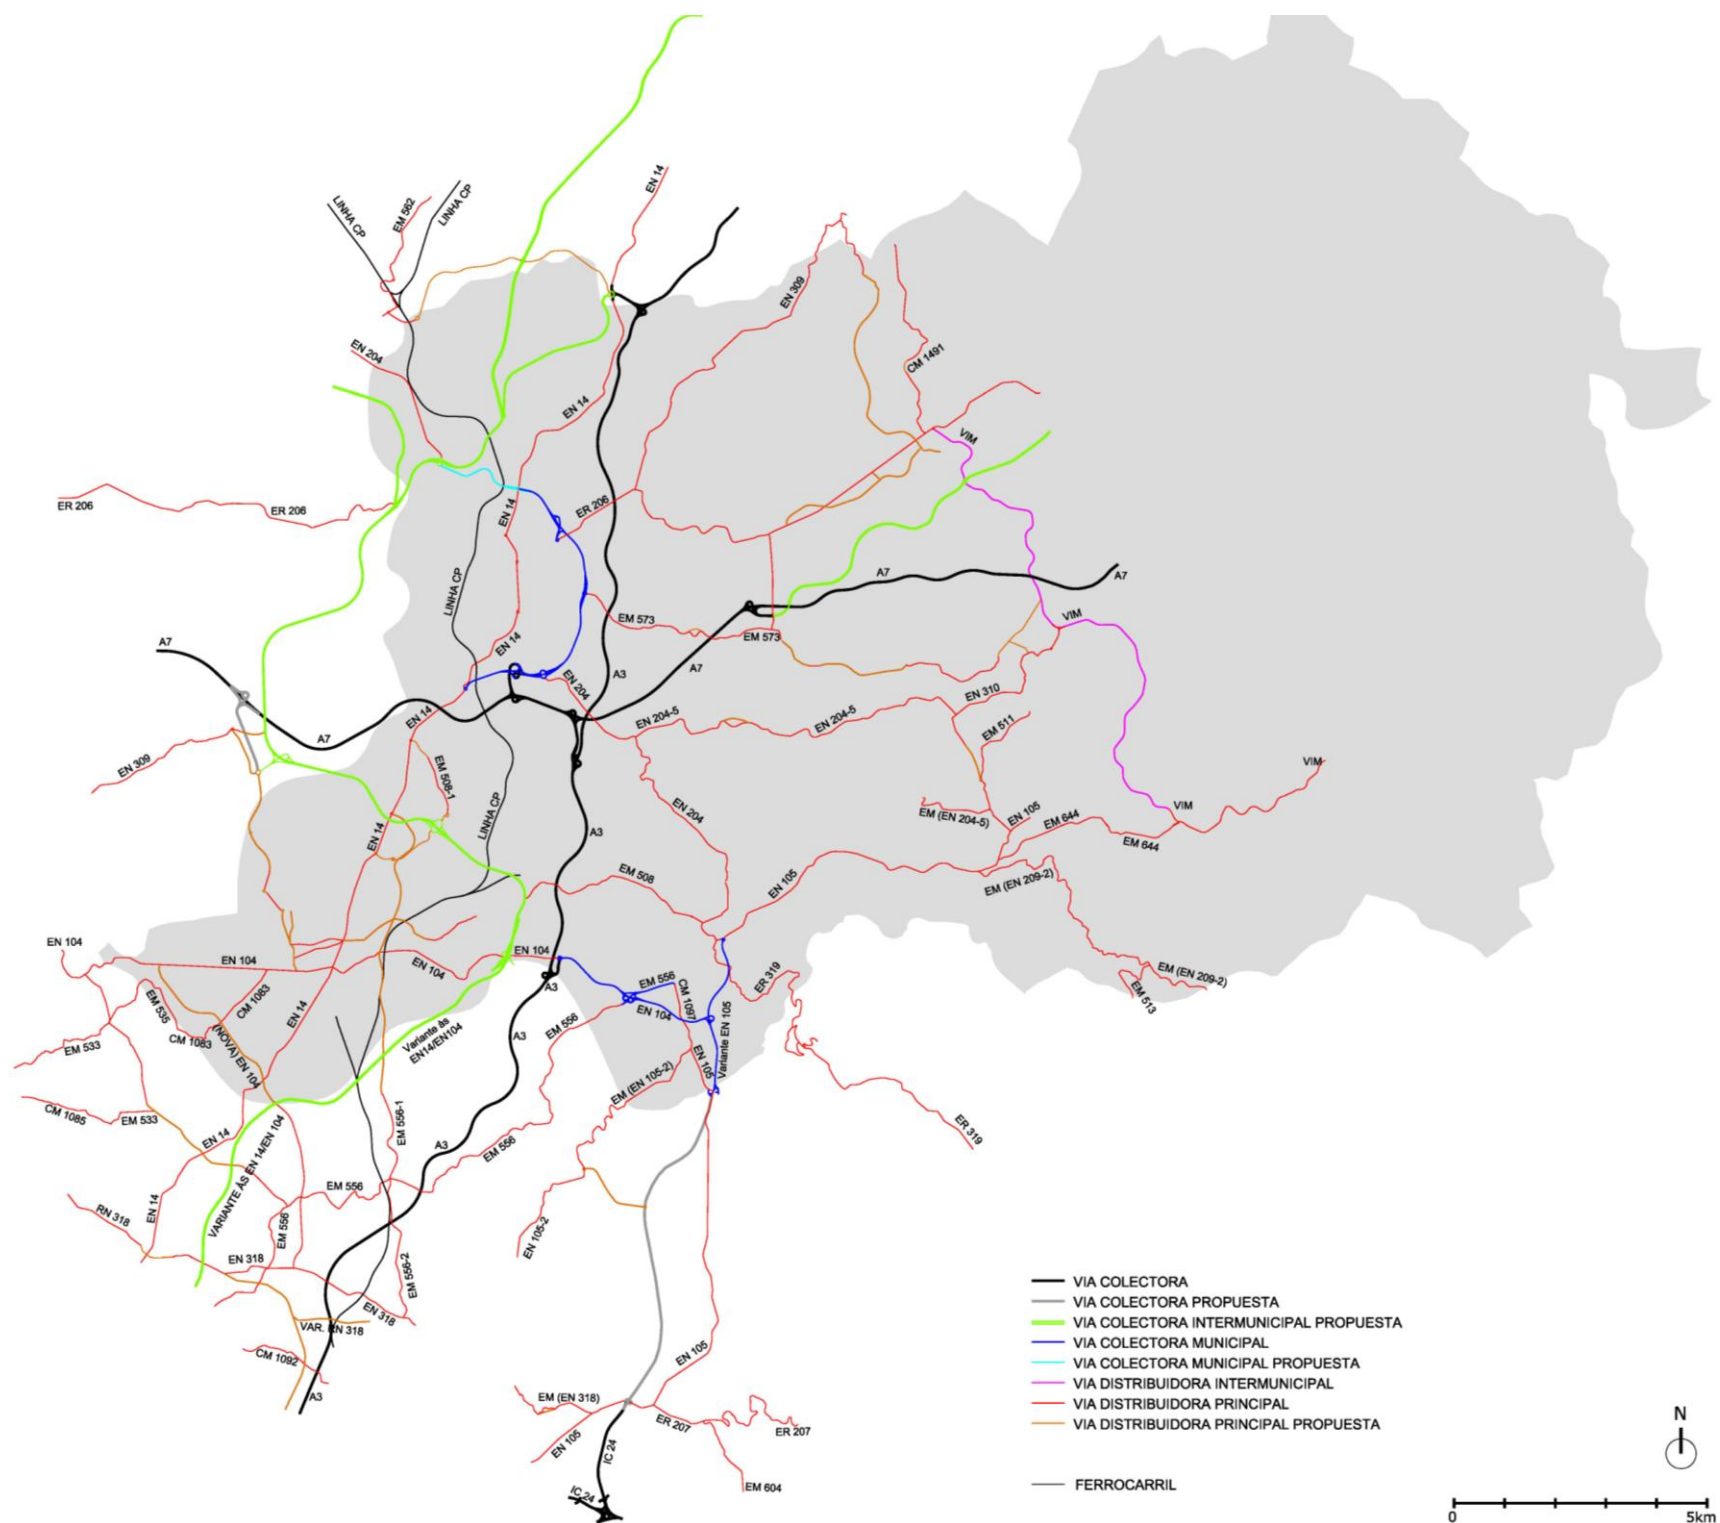 EN 14
LINHA CP
EM 562
LINHA CP
EN 309
EN 204
CM 1491
EN 14
VIM
ER 206
ER 206
EN 14
ER 206
LINHA CP
A7
A7
EM 573
EM 573
VIM
A7
EN 14
A3
A7
EN 204
EN 310
EN 14
EN 204-5
EN 204-5
EM 511
A7
EN 309
EM 508-1
VIM
LINHA CP
EN 204
EM (EN 204-5)
EN 105
EM 644
VIM
EN 14
A3
EM 644
EM 508
EN 105
EM (EN 209-2)
EN 104
EN 104
EN 104
EN 104
EM 556
ER 319
EM (EN 209-2)
EM 513
A3
CM 1097
EM 535
CM 1083
EN 14
EN 104
CM 1083
(NOVA) EN 104
Variante às
EN14/EN104
A3
EM 556
Variante EN 105
EM 533
EN 105
EM (EN 105-2)
CM 1085
EM 533
EN 14
EM 556-1
A3
EM 556
ER 319
VARIANTE ÀS EN 14/EN 104
EM 556
RN 318
EN 14
EM 556
EN 105-2
EN 318
EM 556-2
EN 318
VAR. EN 318
CM 1092
A3
EN 105
EM (EN 318)
ER 207
ER 207
EN 105
IC 24
EM 604
IC 24
VIA COLECTORA
VIA COLECTORA PROPUESTA
VIA COLECTORA INTERMUNICIPAL PROPUESTA
VIA COLECTORA MUNICIPAL
VIA COLECTORA MUNICIPAL PROPUESTA
VIA DISTRIBUIDORA INTERMUNICIPAL
VIA DISTRIBUIDORA PRINCIPAL
VIA DISTRIBUIDORA PRINCIPAL PROPUESTA
FERROCARRIL
N
0 5km